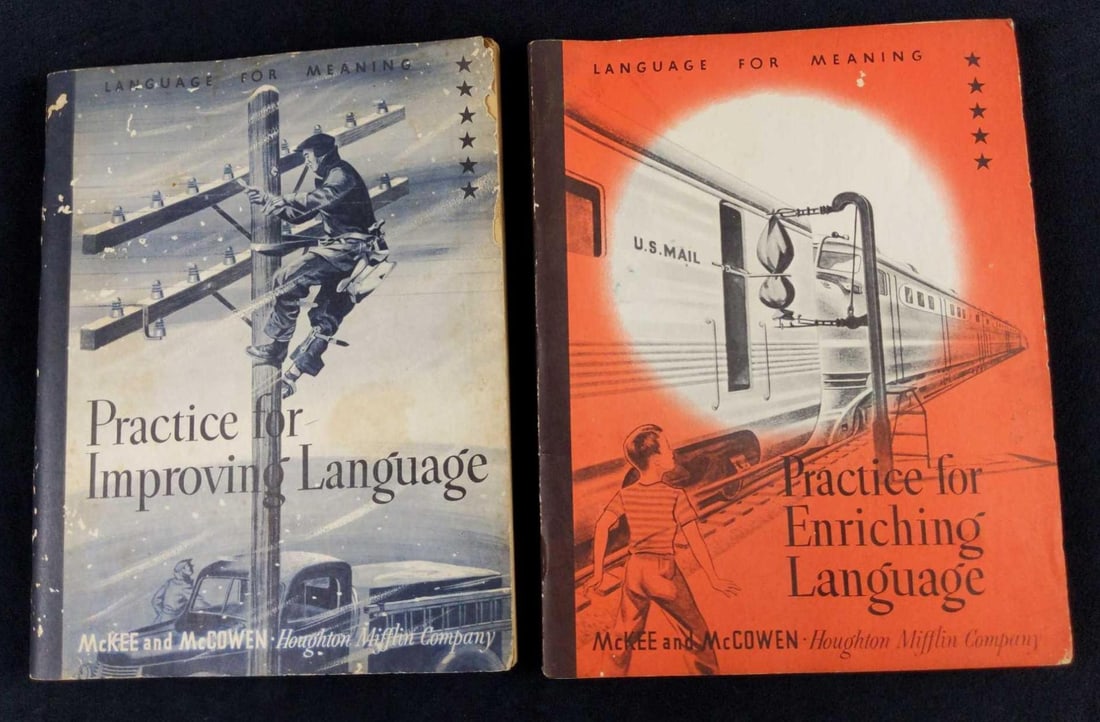 LANGUAGE FOR MEANING
Practice for
Improving Language
McKEE and McCOWEN · Houghton Mifflin Company
LANGUAGE FOR MEANING
U.S. MAIL
Practice for
Enriching
Language
McKEE and McCOWEN · Houghton Mifflin Company